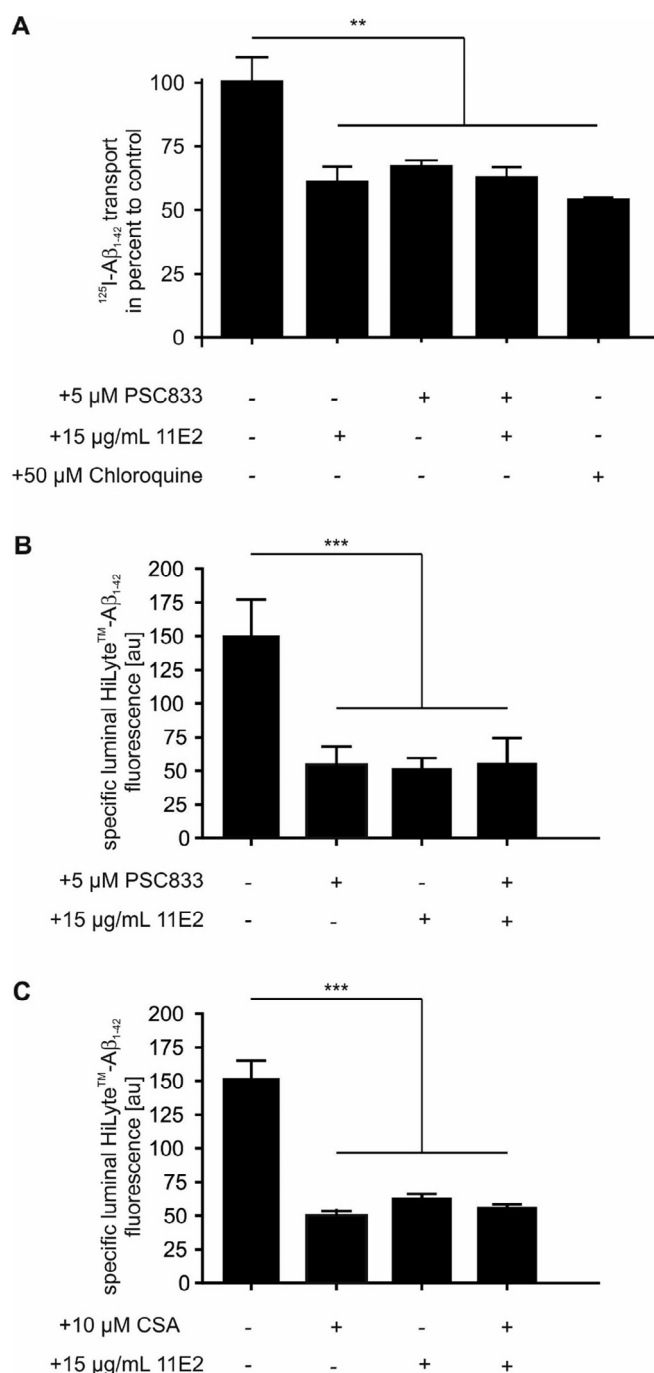 A
**
¹²⁵I-Aβ₁₋₄₂ transport
in percent to control
100
75
50
25
0
+5 µM PSC833 - - + + -
+15 µg/mL 11E2 - + - + -
+50 µM Chloroquine - - - - +
B
***
specific luminal HiLyte™-Aβ₁₋₄₂
fluorescence [au]
200
175
150
125
100
75
50
25
0
+5 µM PSC833 - + - +
+15 µg/mL 11E2 - - + +
C
***
specific luminal HiLyte™-Aβ₁₋₄₂
fluorescence [au]
200
175
150
125
100
75
50
25
0
+10 µM CSA - + - +
+15 µg/mL 11E2 - - + +